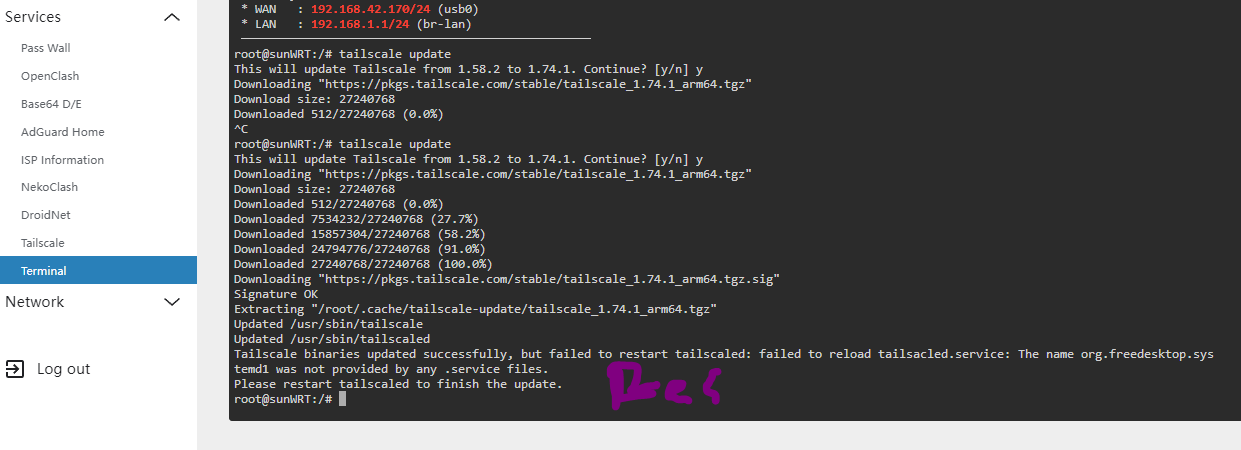 Services
Pass Wall
OpenClash
Base64 D/E
AdGuard Home
ISP Information
NekoClash
DroidNet
Tailscale
Terminal
Network
Log out
* WAN : 192.168.42.170/24 (usb0)
* LAN : 192.168.1.1/24 (br-lan)
root@sunWRT:/# tailscale update
This will update Tailscale from 1.58.2 to 1.74.1. Continue? [y/n] y
Downloading "https://pkgs.tailscale.com/stable/tailscale_1.74.1_arm64.tgz"
Download size: 27240768
Downloaded 512/27240768 (0.0%)
^C
root@sunWRT:/# tailscale update
This will update Tailscale from 1.58.2 to 1.74.1. Continue? [y/n] y
Downloading "https://pkgs.tailscale.com/stable/tailscale_1.74.1_arm64.tgz"
Download size: 27240768
Downloaded 512/27240768 (0.0%)
Downloaded 7534232/27240768 (27.7%)
Downloaded 15857304/27240768 (58.2%)
Downloaded 24794776/27240768 (91.0%)
Downloaded 27240768/27240768 (100.0%)
Downloading "https://pkgs.tailscale.com/stable/tailscale_1.74.1_arm64.tgz.sig"
Signature OK
Extracting "/root/.cache/tailscale-update/tailscale_1.74.1_arm64.tgz"
Updated /usr/sbin/tailscale
Updated /usr/sbin/tailscaled
Tailscale binaries updated successfully, but failed to restart tailscaled: failed to reload tailsacled.service: The name org.freedesktop.sys
temd1 was not provided by any .service files.
Please restart tailscaled to finish the update.
root@sunWRT:/#